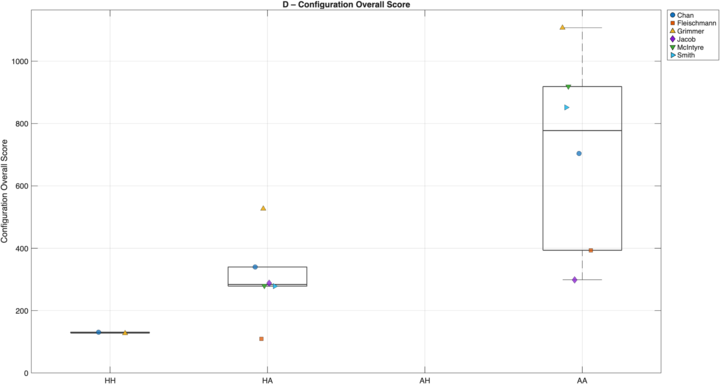 D – Configuration Overall Score
Chan
Fleischmann
Grimmer
Jacob
McIntyre
Smith
Configuration Overall Score
1000
800
600
400
200
0
HH
HA
AH
AA